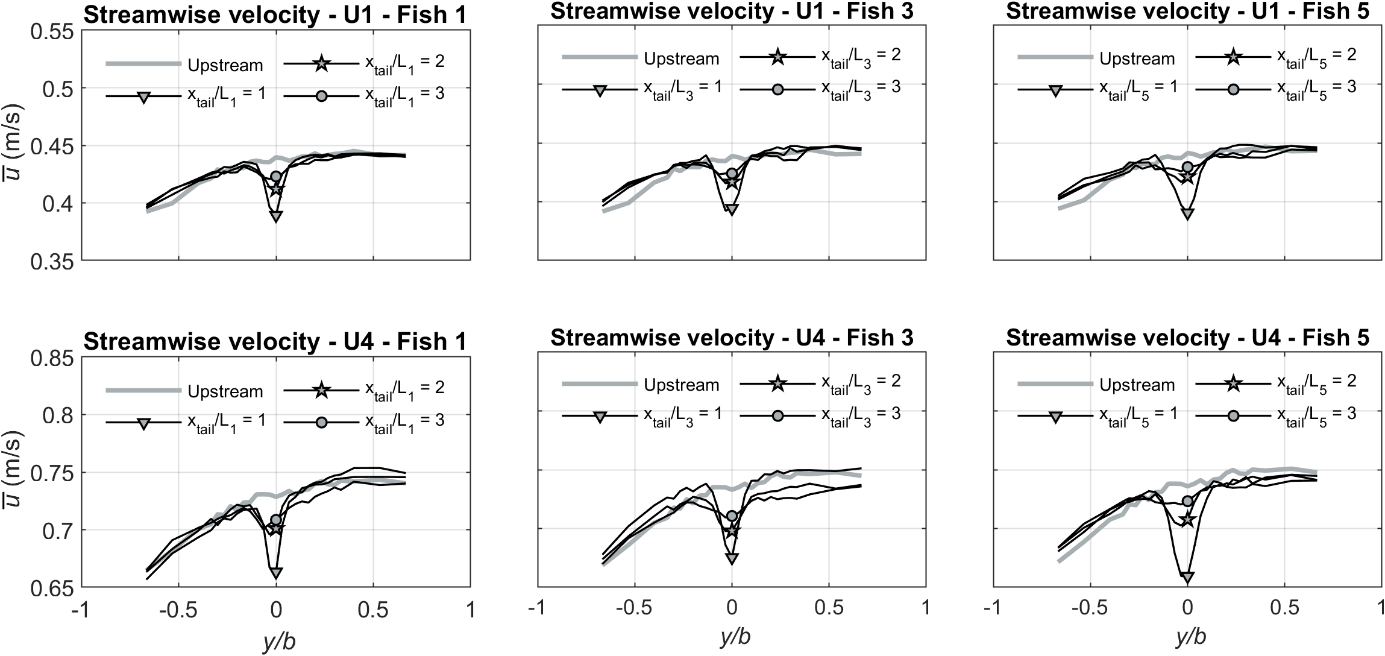 Streamwise velocity - U1 - Fish 1
0.55
0.5
0.45
0.4
0.35
u̅ (m/s)
Upstream
x_tail/L_1 = 1
x_tail/L_1 = 2
x_tail/L_1 = 3
Streamwise velocity - U1 - Fish 3
Upstream
x_tail/L_3 = 1
x_tail/L_3 = 2
x_tail/L_3 = 3
Streamwise velocity - U1 - Fish 5
Upstream
x_tail/L_5 = 1
x_tail/L_5 = 2
x_tail/L_5 = 3
Streamwise velocity - U4 - Fish 1
0.85
0.8
0.75
0.7
0.65
u̅ (m/s)
Upstream
x_tail/L_1 = 1
x_tail/L_1 = 2
x_tail/L_1 = 3
-1 -0.5 0 0.5 1
y/b
Streamwise velocity - U4 - Fish 3
Upstream
x_tail/L_3 = 1
x_tail/L_3 = 2
x_tail/L_3 = 3
-1 -0.5 0 0.5 1
y/b
Streamwise velocity - U4 - Fish 5
Upstream
x_tail/L_5 = 1
x_tail/L_5 = 2
x_tail/L_5 = 3
-1 -0.5 0 0.5 1
y/b